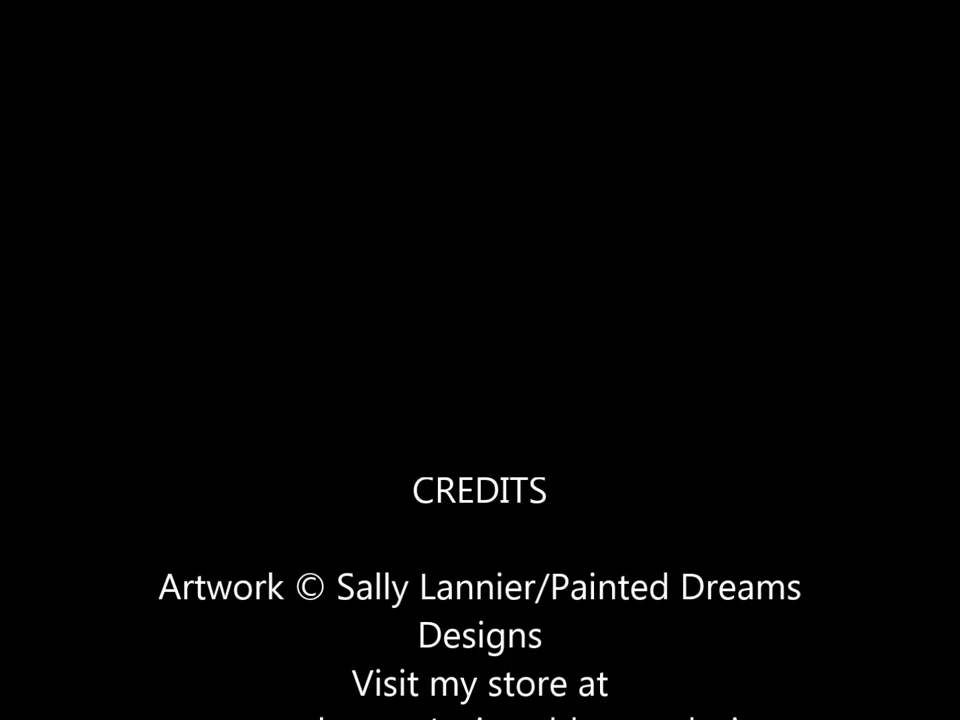 CREDITS
Artwork © Sally Lannier/Painted Dreams
Designs
Visit my store at